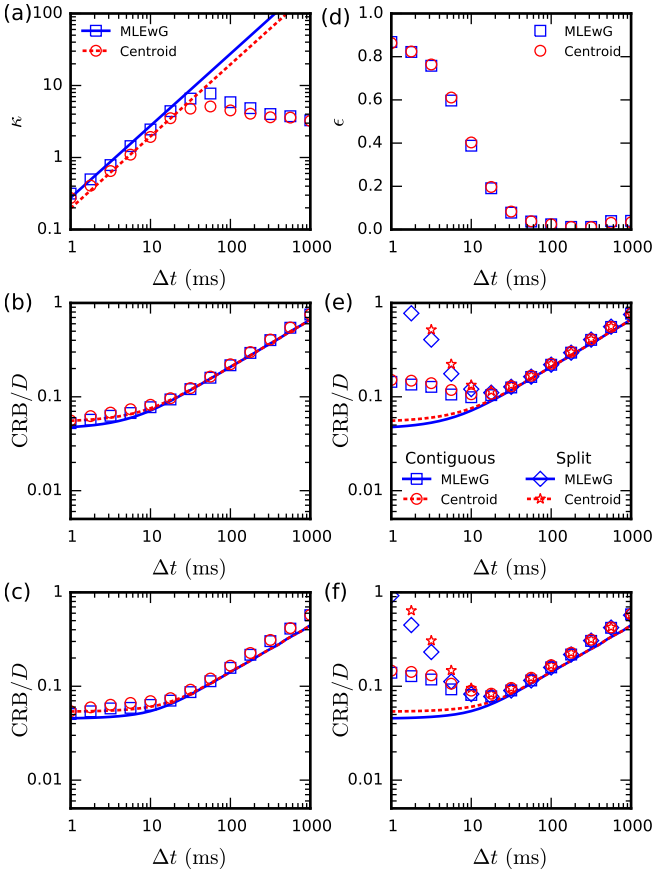 (a)
100
10
1
0.1
κ
MLEwG
Centroid
1 10 100 1000
Δt (ms)
(d)
1.0
0.8
0.6
0.4
0.2
0.0
ϵ
MLEwG
Centroid
1 10 100 1000
Δt (ms)
(b)
1
0.1
0.01
CRB/D
1 10 100 1000
Δt (ms)
(e)
1
0.1
0.01
CRB/D
Contiguous Split
MLEwG MLEwG
Centroid Centroid
1 10 100 1000
Δt (ms)
(c)
1
0.1
0.01
CRB/D
1 10 100 1000
Δt (ms)
(f)
1
0.1
0.01
CRB/D
1 10 100 1000
Δt (ms)